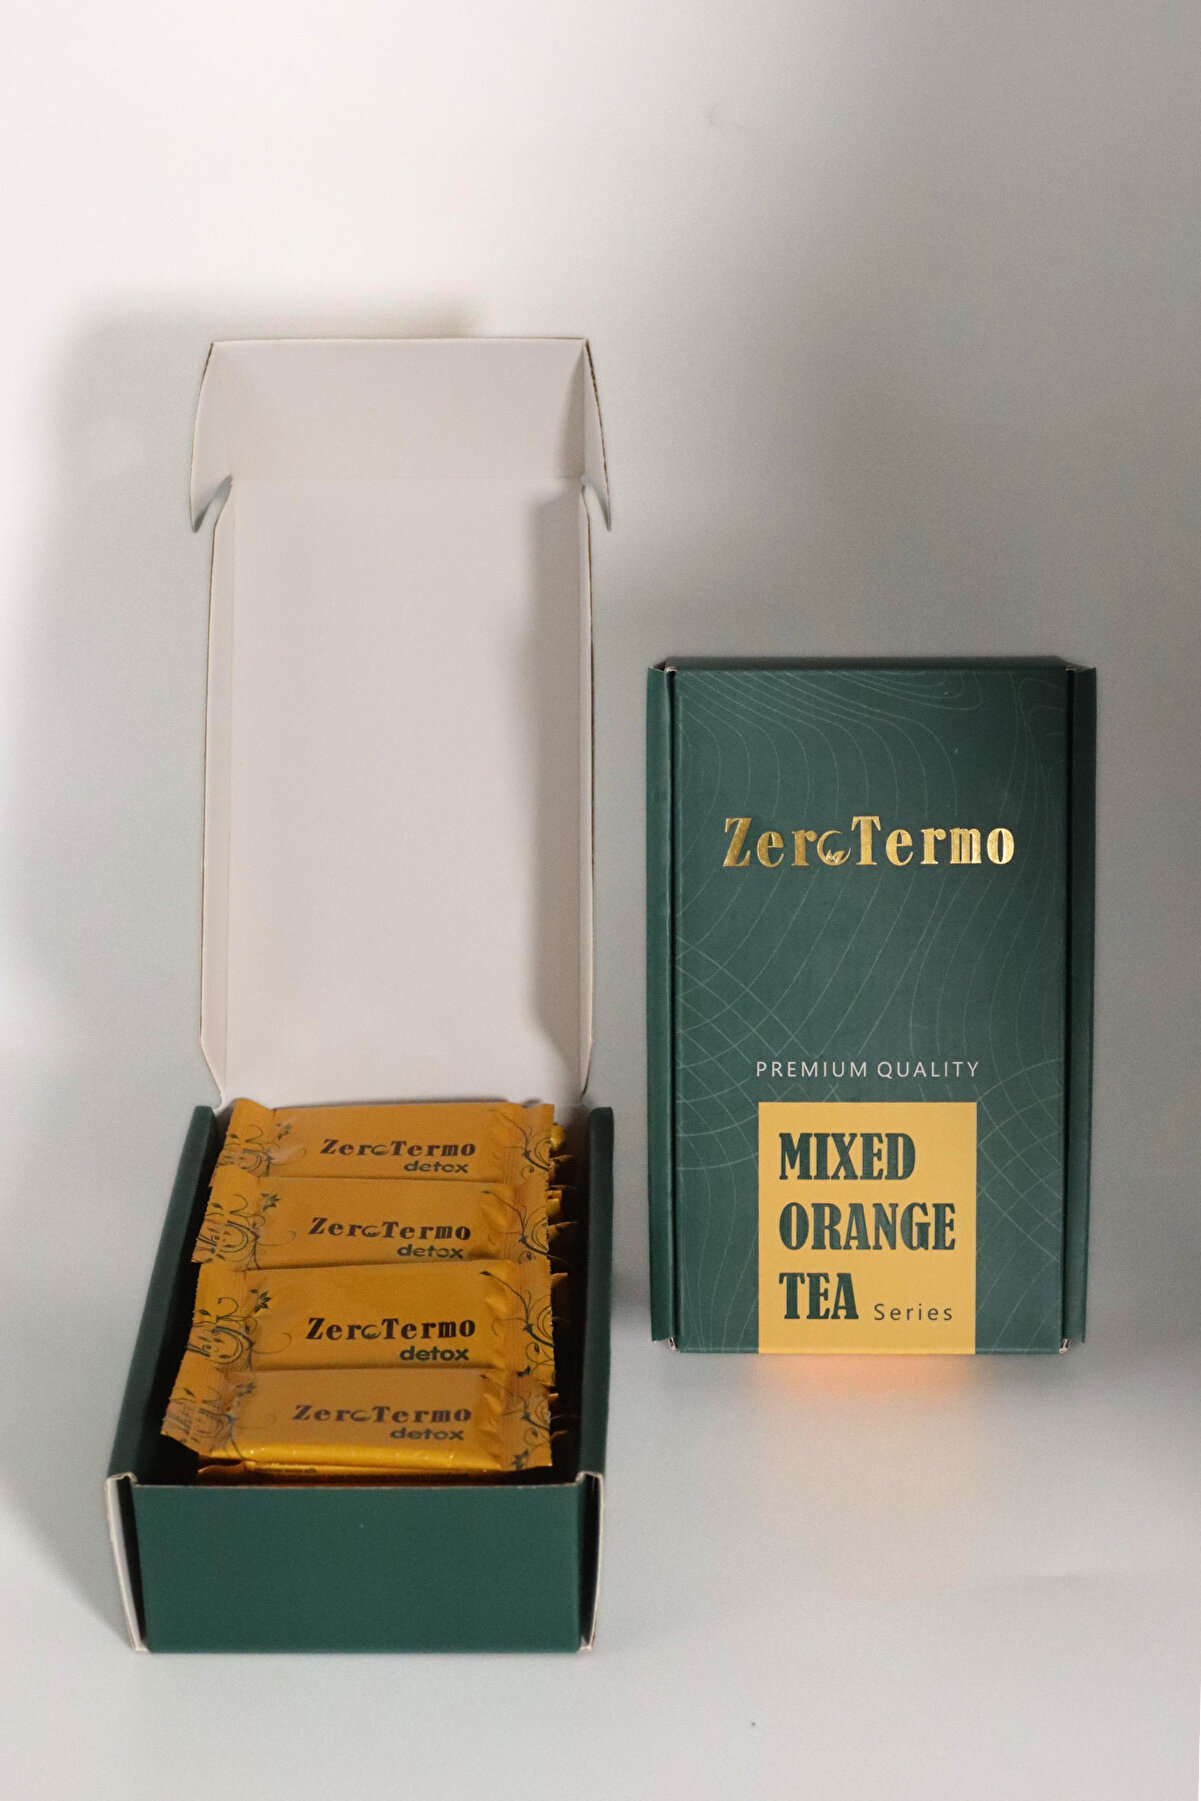 ZeroTermo
PREMIUM QUALITY
MIXED
ORANGE
TEA Series
ZeroTermo
detox
ZeroTermo
detox
ZeroTermo
detox
ZeroTermo
detox